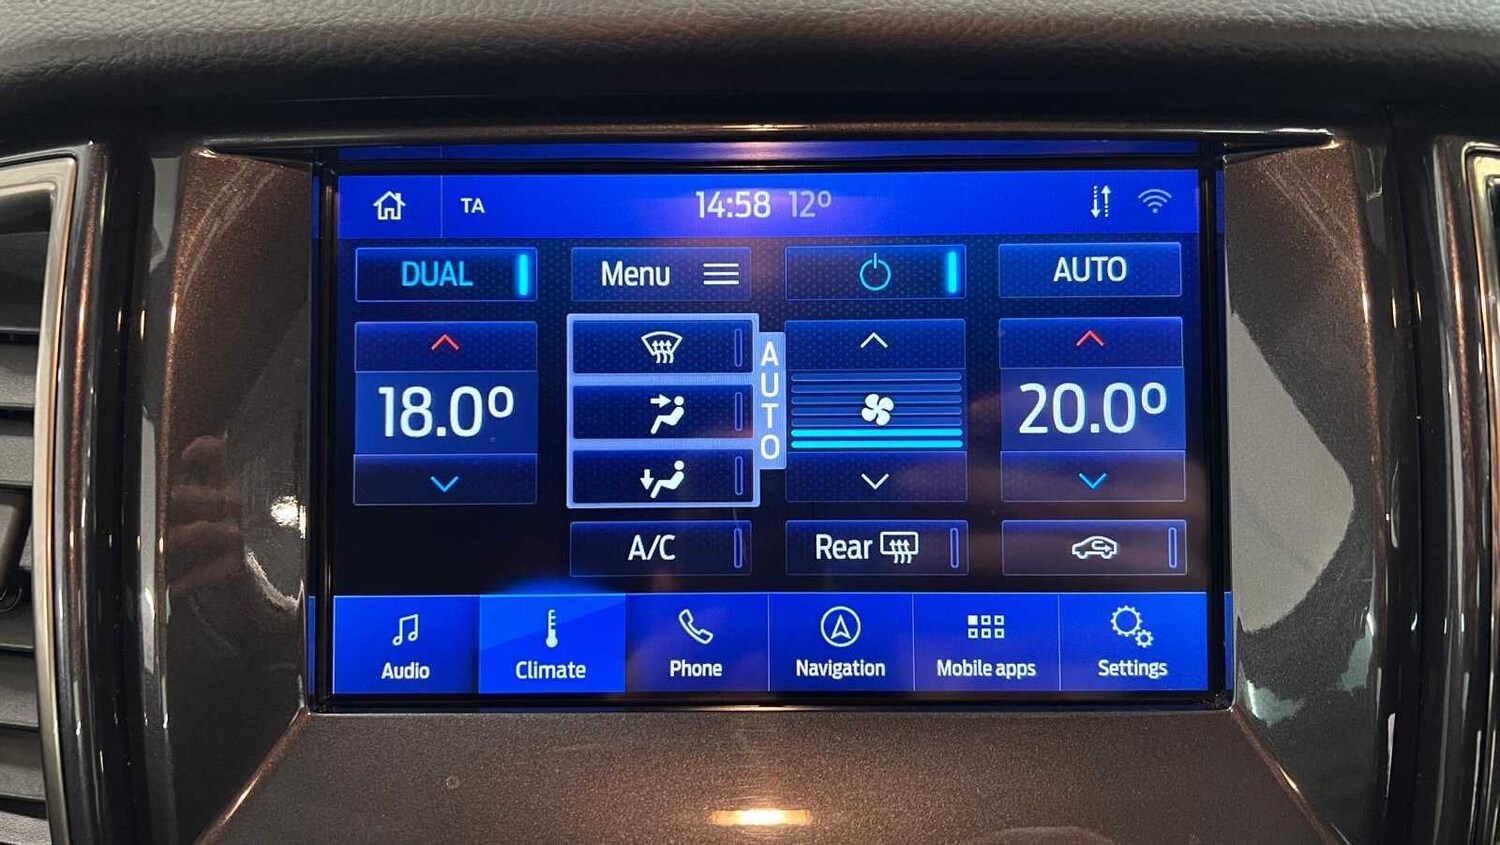 TA
14:58 12º
DUAL
Menu
AUTO
18.0º
AUTO
20.0º
A/C
Rear
Audio
Climate
Phone
Navigation
Mobile apps
Settings